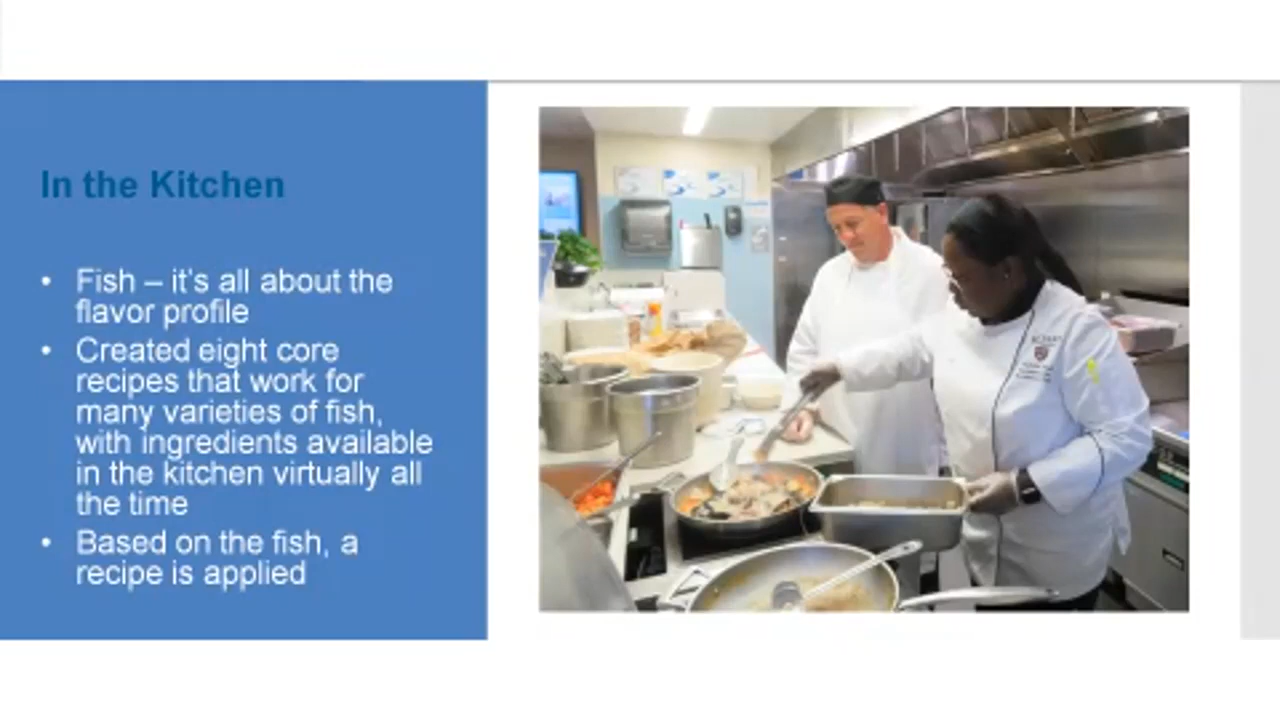 In the Kitchen
• Fish – it's all about the
flavor profile
• Created eight core
recipes that work for
many varieties of fish,
with ingredients available
in the kitchen virtually all
the time
• Based on the fish, a
recipe is applied